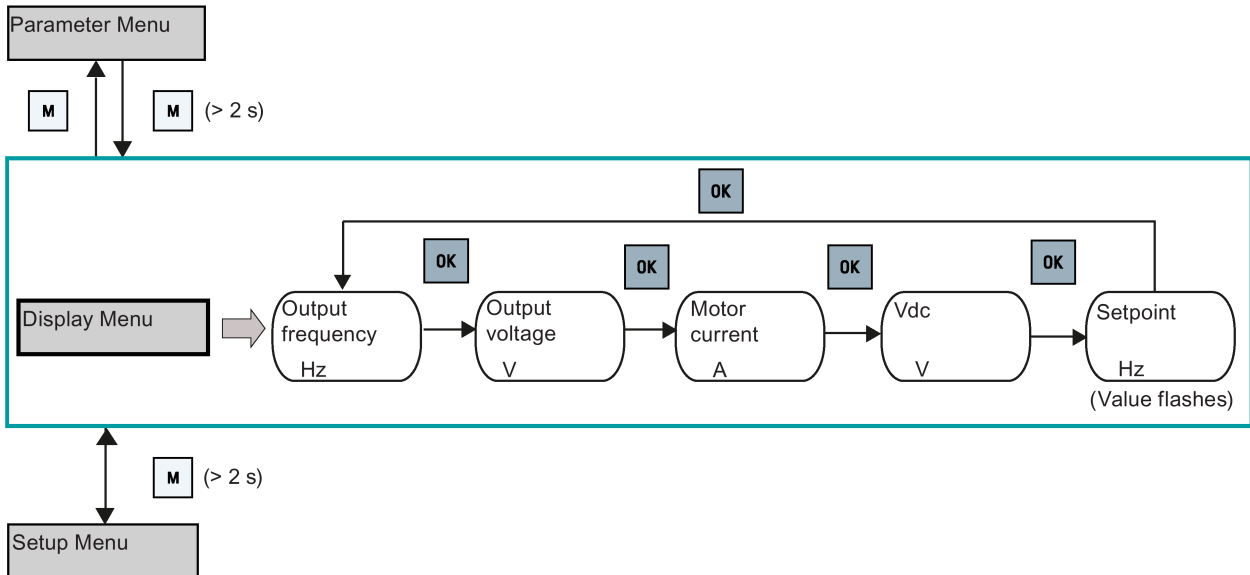 Parameter Menu
M
M (> 2 s)
OK
OK
OK
OK
OK
Display Menu
Output
frequency
Hz
Output
voltage
V
Motor
current
A
Vdc
V
Setpoint
Hz
(Value flashes)
M (> 2 s)
Setup Menu